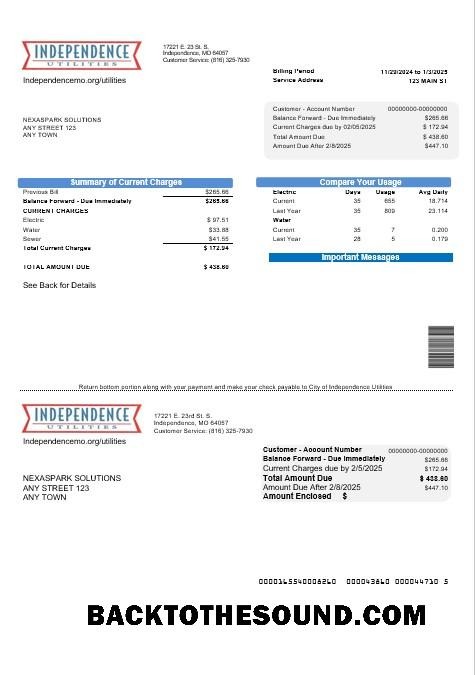 INDEPENDENCE
UTILITIES
Independencemo.org/utilities
17221 E. 23 St. S.
Independence, MO 64057
Customer Service: (816) 325-7930
Billing Period 11/29/2024 to 1/3/2025
Service Address 123 MAIN ST
NEXASPARK SOLUTIONS
ANY STREET 123
ANY TOWN
Customer - Account Number 00000000-00000000
Balance Forward - Due Immediately $265.66
Current Charges due by 02/05/2025 $ 172.94
Total Amount Due $ 438.60
Amount Due After 2/8/2025 $447.10
Summary of Current Charges
Previous Bill $265.66
Balance Forward - Due Immediately $265.66
CURRENT CHARGES
Electric $ 97.51
Water $33.88
Sewer $41.55
Total Current Charges $ 172.94
TOTAL AMOUNT DUE $ 438.60
See Back for Details
Compare Your Usage
Electric Days Usage Avg Daily
Current 35 655 18.714
Last Year 35 809 23.114
Water
Current 35 7 0.200
Last Year 28 5 0.179
Important Messages
Return bottom portion along with your payment and make your check payable to City of Independence Utilities
INDEPENDENCE
UTILITIES
Independencemo.org/utilities
17221 E. 23rd St. S.
Independence, MO 64057
Customer Service: (816) 325-7930
NEXASPARK SOLUTIONS
ANY STREET 123
ANY TOWN
Customer - Account Number 00000000-00000000
Balance Forward - Due Immediately $265.66
Current Charges due by 2/5/2025 $172.94
Total Amount Due $ 438.60
Amount Due After 2/8/2025 $447.10
Amount Enclosed $
0000165540008260 000043860 000044710 5
BACKTOTHESOUND.COM